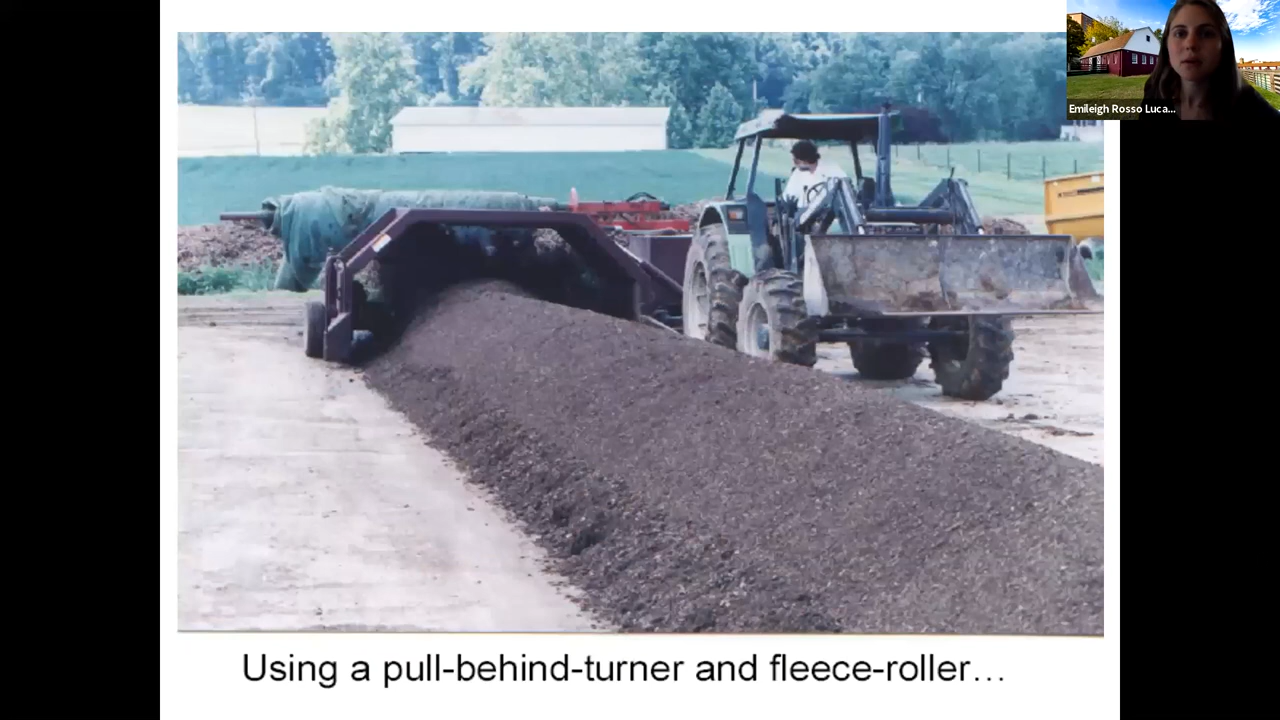 Emileigh Rosso Luca...
Using a pull-behind-turner and fleece-roller…